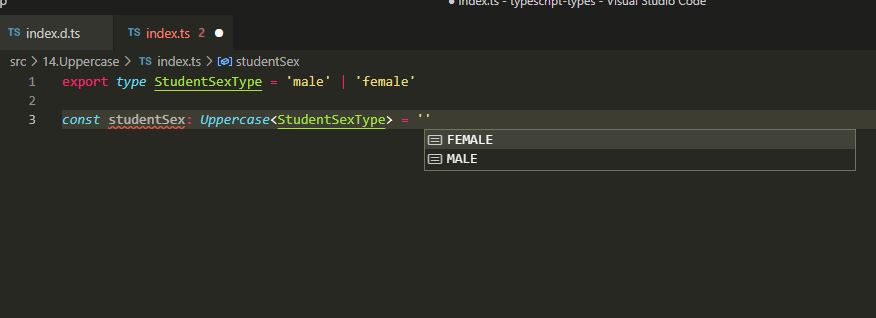 index.ts - typescript-types - Visual Studio Code
TS index.d.ts TS index.ts 2
src > 14.Uppercase > TS index.ts > studentSex
1 export type StudentSexType = 'male' | 'female'
2
3 const studentSex: Uppercase<StudentSexType> = ''
FEMALE
MALE